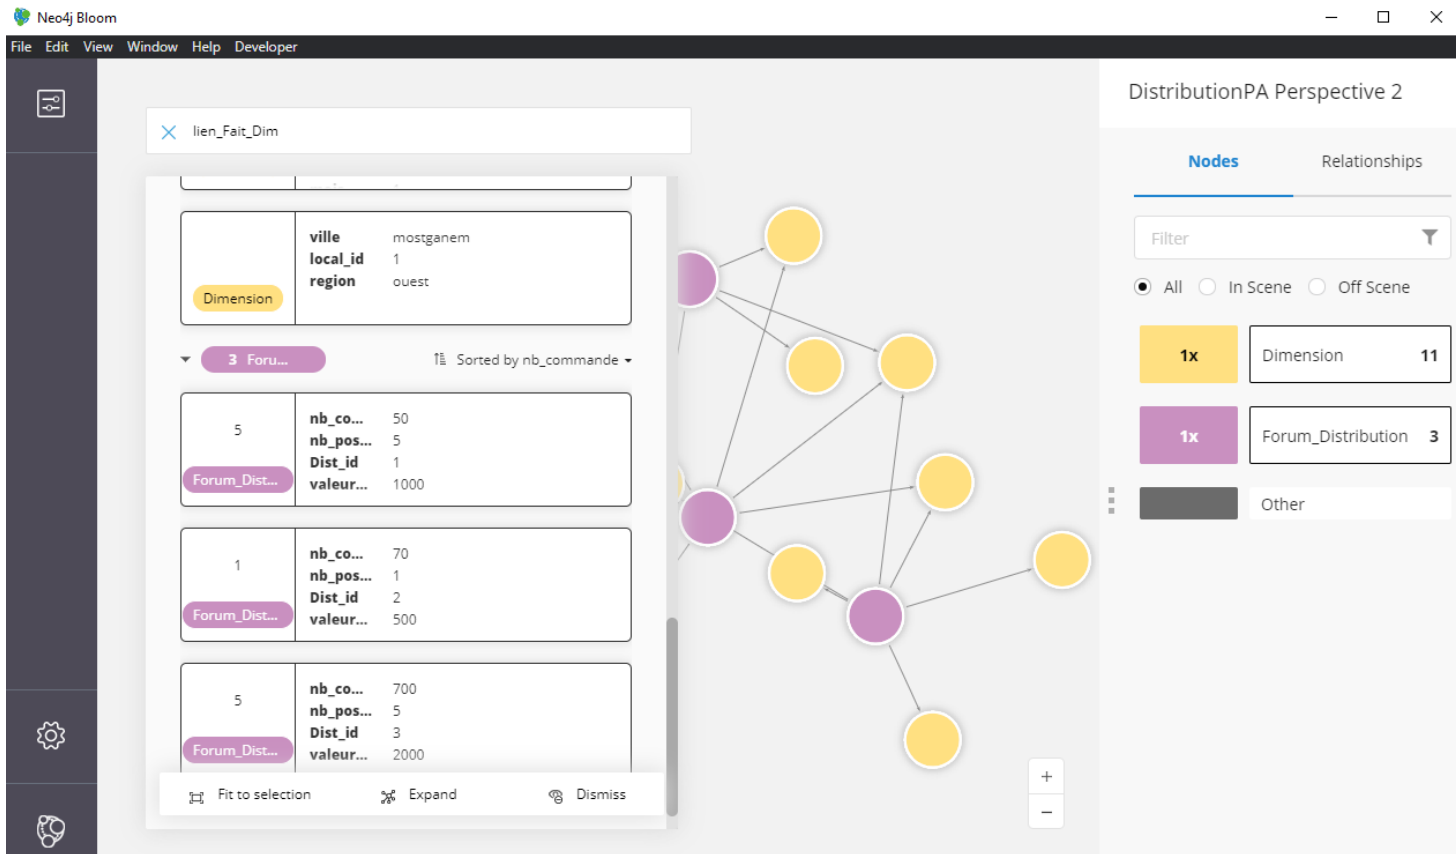 Neo4j Bloom
File Edit View Window Help Developer
lien_Fait_Dim
ville mostganem
local_id 1
region ouest
Dimension
3 Foru...
Sorted by nb_commande
5
Forum_Dist...
nb_co... 50
nb_pos... 5
Dist_id 1
valeur... 1000
1
Forum_Dist...
nb_co... 70
nb_pos... 1
Dist_id 2
valeur... 500
5
Forum_Dist...
nb_co... 700
nb_pos... 5
Dist_id 3
valeur... 2000
Fit to selection Expand Dismiss
+
−
DistributionPA Perspective 2
Nodes Relationships
Filter
All In Scene Off Scene
1x Dimension 11
1x Forum_Distribution 3
Other